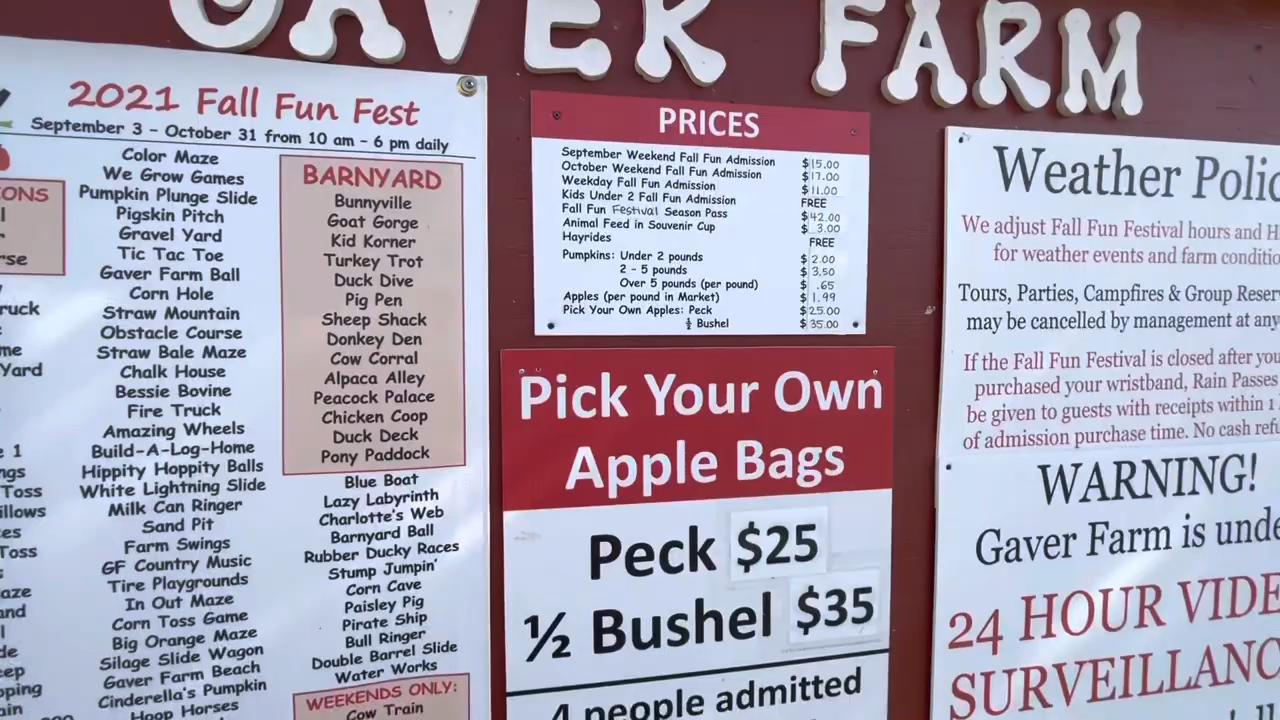 GAVER FARM
2021 Fall Fun Fest
September 3 - October 31 from 10 am - 6 pm daily
Color Maze
We Grow Games
Pumpkin Plunge Slide
Pigskin Pitch
Gravel Yard
Tic Tac Toe
Gaver Farm Ball
Corn Hole
Straw Mountain
Obstacle Course
Straw Bale Maze
Chalk House
Bessie Bovine
Fire Truck
Amazing Wheels
Build-A-Log-Home
Hippity Hoppity Balls
White Lightning Slide
Milk Can Ringer
Sand Pit
Farm Swings
GF Country Music
Tire Playgrounds
In Out Maze
Corn Toss Game
Big Orange Maze
Silage Slide Wagon
Gaver Farm Beach
Cinderella's Pumpkin
Hoop Horses
BARNYARD
Bunnyville
Goat Gorge
Kid Korner
Turkey Trot
Duck Dive
Pig Pen
Sheep Shack
Donkey Den
Cow Corral
Alpaca Alley
Peacock Palace
Chicken Coop
Duck Deck
Pony Paddock
Blue Boat
Lazy Labyrinth
Charlotte's Web
Barnyard Ball
Rubber Ducky Races
Stump Jumpin'
Corn Cave
Paisley Pig
Pirate Ship
Bull Ringer
Double Barrel Slide
Water Works
WEEKENDS ONLY:
Cow Train
PRICES
September Weekend Fall Fun Admission $15.00
October Weekend Fall Fun Admission $17.00
Weekday Fall Fun Admission $11.00
Kids Under 2 Fall Fun Admission FREE
Fall Fun Festival Season Pass $42.00
Animal Feed in Souvenir Cup $ 3.00
Hayrides FREE
Pumpkins: Under 2 pounds $ 2.00
2 - 5 pounds $ 3.50
Over 5 pounds (per pound) $ .65
Apples (per pound in Market) $ 1.99
Pick Your Own Apples: Peck $25.00
½ Bushel $35.00
Pick Your Own
Apple Bags
Peck $25
½ Bushel $35
4 people admitted
Weather
We adjust Fall Fun Festival hours and
for weather events and farm
Tours, Parties, Campfires & Group
may be cancelled by management at
If the Fall Fun Festival is closed after
purchased your wristband, Rain Passes
be given to guests with receipts within 1
of admission purchase time. No cash
WARNING!
Gaver Farm is
24 HOUR